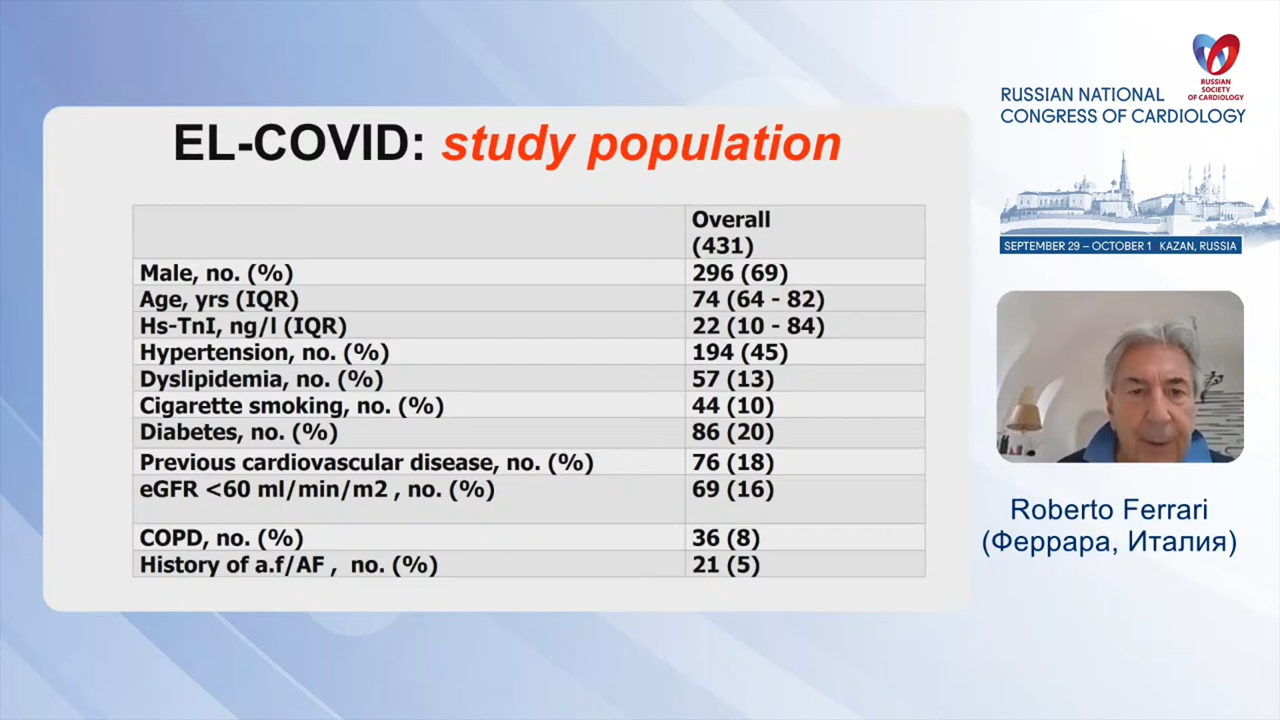 EL-COVID: study population
Overall
(431)
Male, no. (%) 296 (69)
Age, yrs (IQR) 74 (64 - 82)
Hs-TnI, ng/l (IQR) 22 (10 - 84)
Hypertension, no. (%) 194 (45)
Dyslipidemia, no. (%) 57 (13)
Cigarette smoking, no. (%) 44 (10)
Diabetes, no. (%) 86 (20)
Previous cardiovascular disease, no. (%) 76 (18)
eGFR <60 ml/min/m2 , no. (%) 69 (16)
COPD, no. (%) 36 (8)
History of a.f/AF , no. (%) 21 (5)
RUSSIAN
SOCIETY
OF CARDIOLOGY
RUSSIAN NATIONAL
CONGRESS OF CARDIOLOGY
SEPTEMBER 29 – OCTOBER 1 KAZAN, RUSSIA
Roberto Ferrari
(Феррара, Италия)